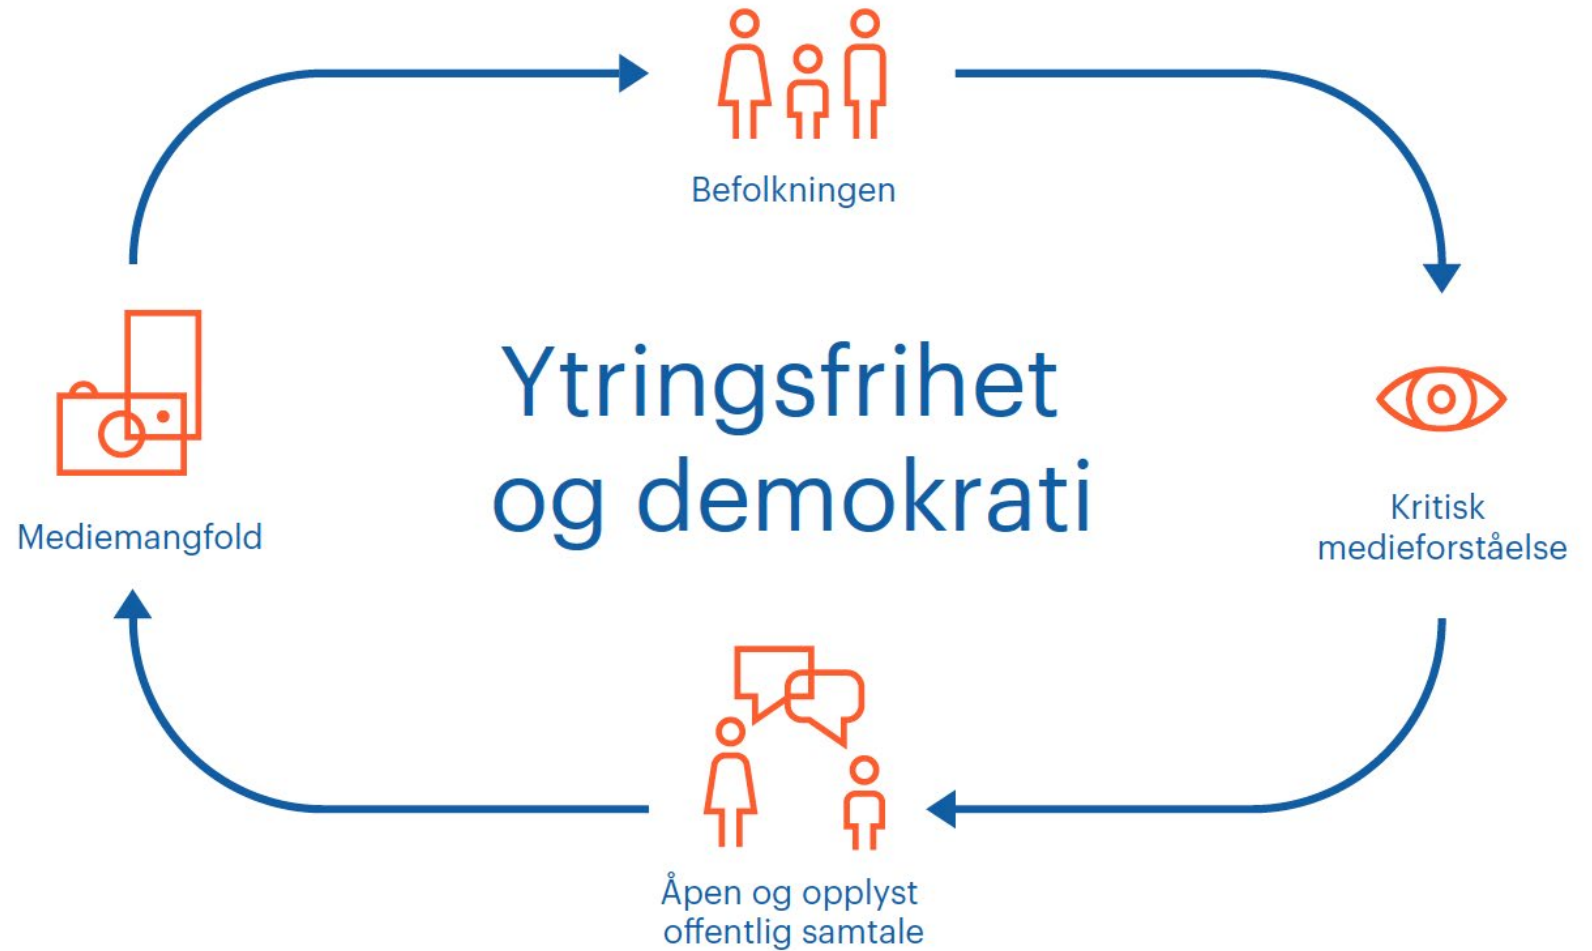 Befolkningen
Ytringsfrihet
og demokrati
Mediemangfold
Kritisk
medieforståelse
Åpen og opplyst
offentlig samtale